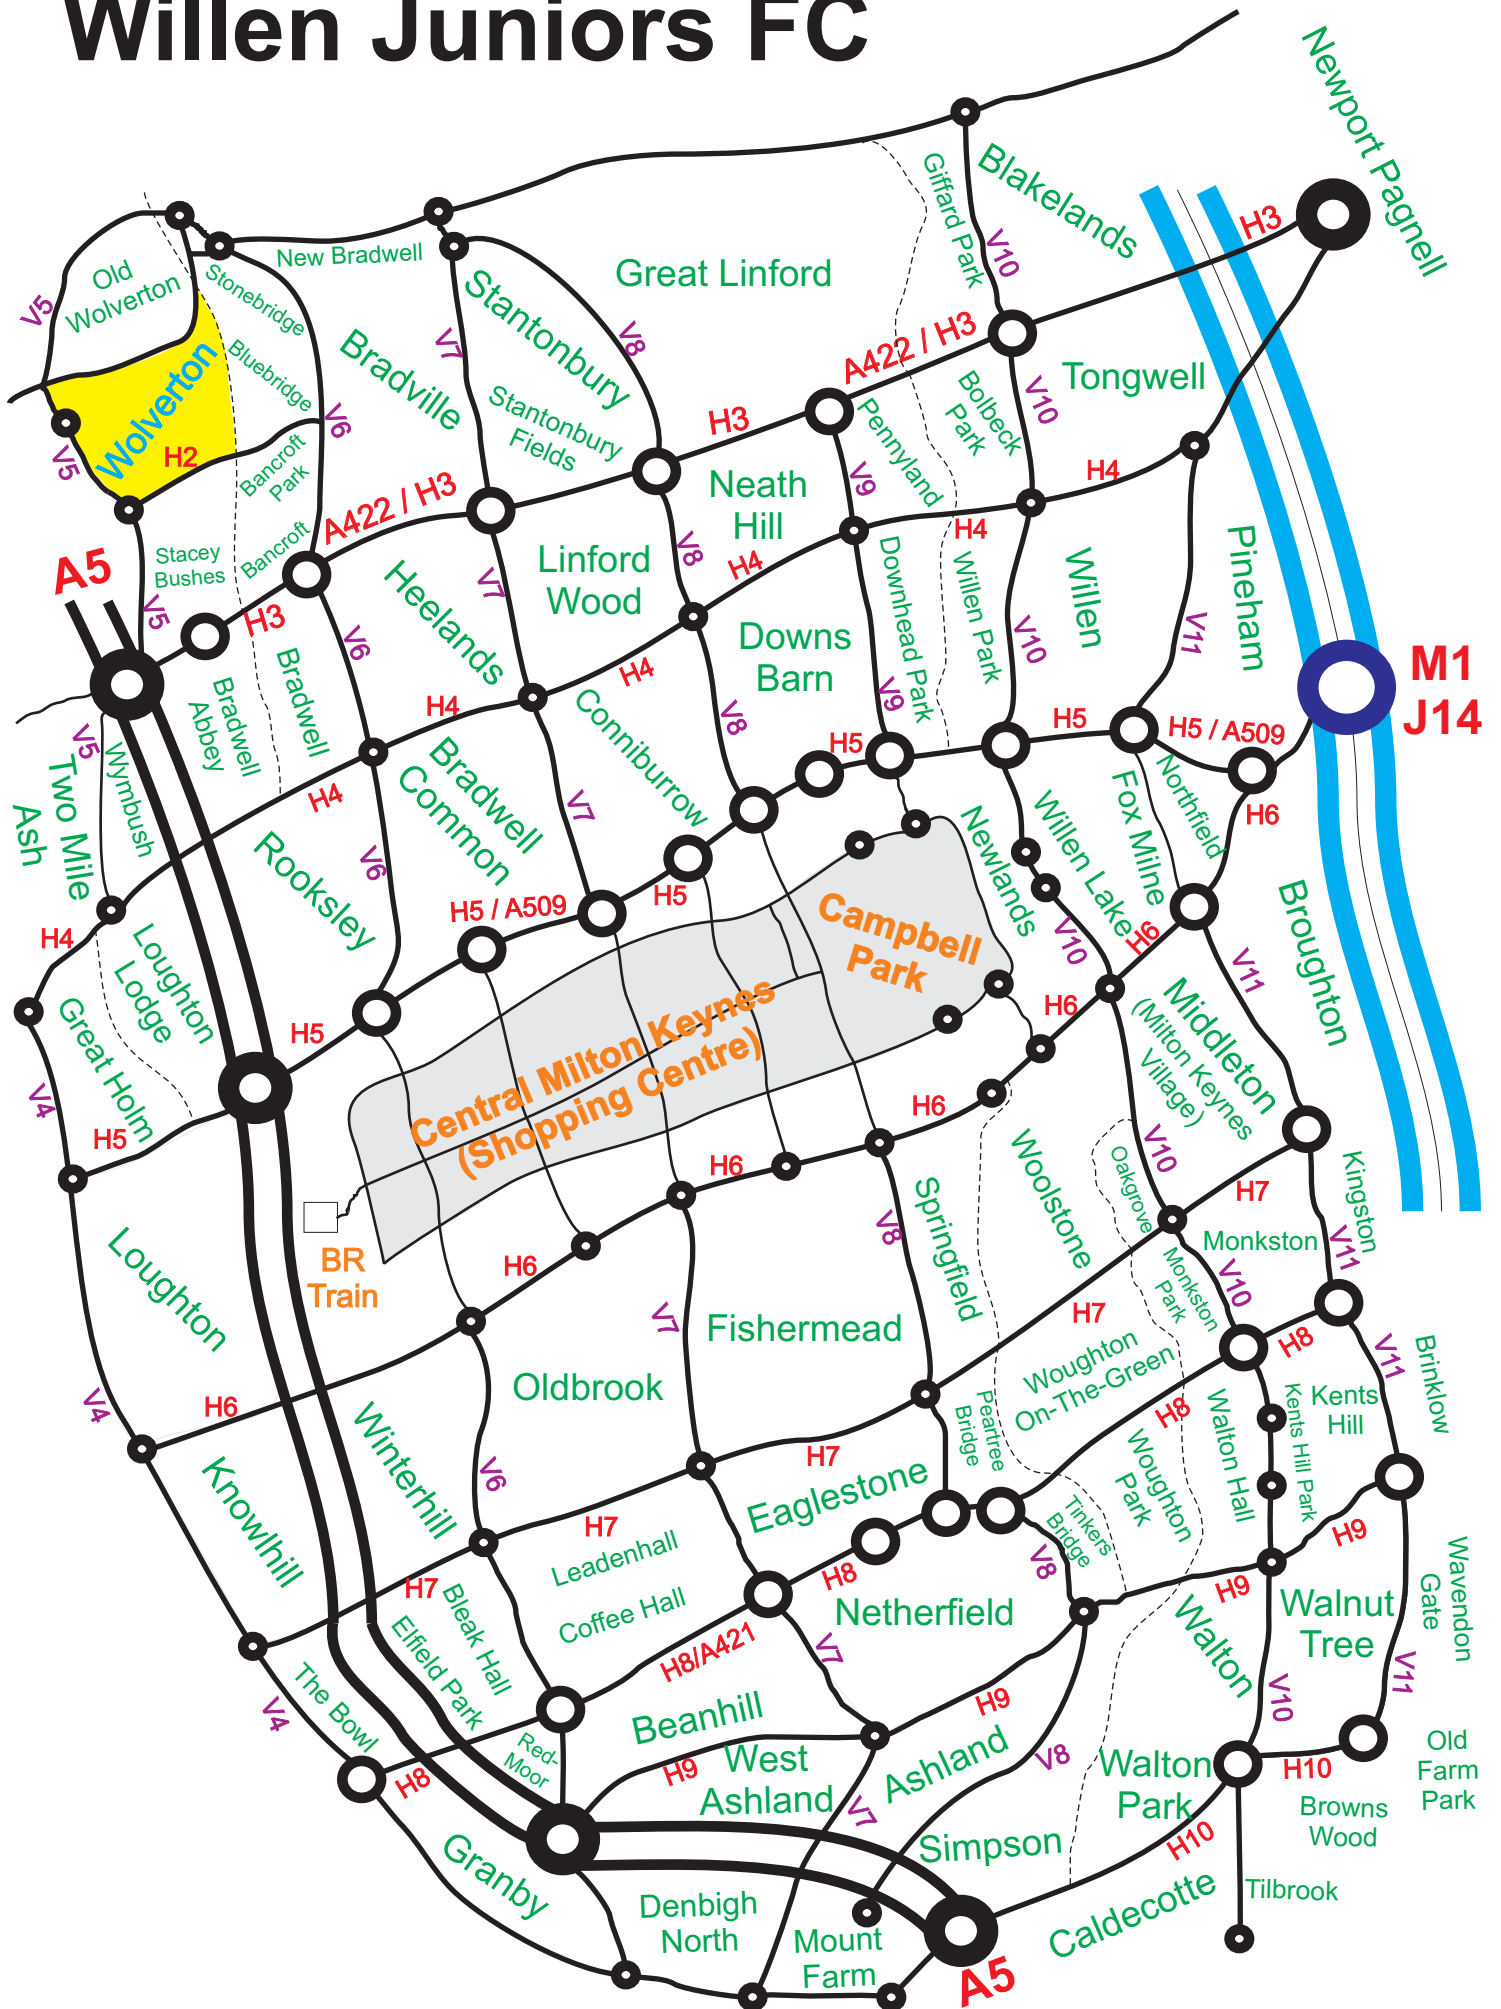 Willen Juniors FC
Newport Pagnell
Blakelands
Giffard Park
V10
H3
New Bradwell
Great Linford
Old
Wolverton
V5
Stonebridge
Stantonbury
V8
V7
Bradville
Bluebridge
Wolverton
A422 / H3
Tongwell
Bolbeck
Park
V10
Pennyland
Stantonbury
Fields
H3
V6
V5
H2
Bancroft
Park
A422 / H3
Neath
Hill
V9
H4
H4
A5
Stacey
Bushes
Bancroft
V5
H3
Heelands
V7
Linford
Wood
V8
H4
Downhead Park
Willen Park
Willen
V10
V11
Pineham
M1
J14
V6
Bradwell
Bradwell
Abbey
H4
H4
Downs
Barn
V9
V8
H5
H5
H5 / A509
V5
Wymbush
Two Mile
Ash
H4
Bradwell
Common
Conniburrow
V7
Rooksley
V6
H5 / A509
H5
Newlands
Willen Lake
Fox Milne
Northfield
H6
H4
Loughton
Lodge
Great Holm
H5
Campbell
Park
V10
H6
V11
Broughton
Central Milton Keynes
(Shopping Centre)
H6
Middleton
(Milton Keynes
Village)
V4
H5
H6
H6
Woolstone
Oakgrove
V10
H7
Kingston
V11
Monkston
Springfield
V8
Loughton
BR
Train
H6
V7
Fishermead
H7
Monkston
Park
V10
H8
V11
Brinklow
Oldbrook
Woughton
On-The-Green
Peartree
Bridge
H8
Walton Hall
Kents Hill Park
Kents
Hill
V4
H6
Winterhill
V6
H7
Eaglestone
Woughton
Park
Knowlhill
H7
Leadenhall
Coffee Hall
H7
Bleak Hall
Elfield Park
H8
Tinkers
Bridge
V8
H9
H9
Wavendon
Gate
Netherfield
Walton
Walnut
Tree
V11
V10
The Bowl
V4
H8/A421
V7
H9
Beanhill
Red-
Moor
H8
H9
West
Ashland
Ashland
V8
V7
Walton
Park
H10
Old
Farm
Park
Browns
Wood
H10
Simpson
Granby
Denbigh
North
Mount
Farm
Caldecotte
Tilbrook
A5